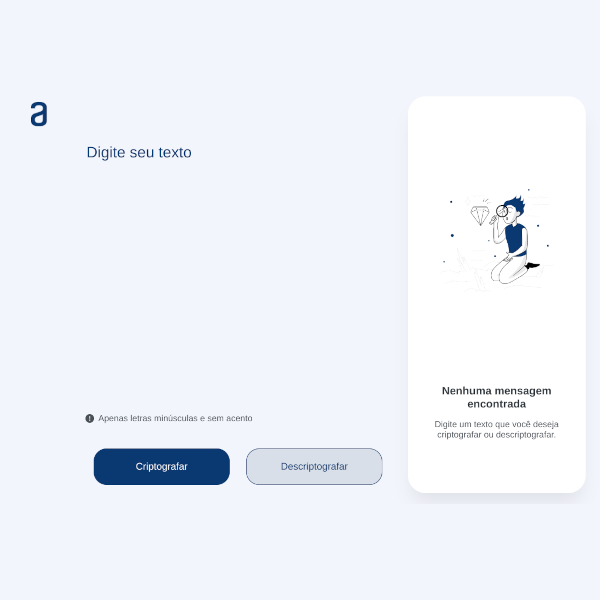 a
Digite seu texto
Apenas letras minúsculas e sem acento
Criptografar
Descriptografar
Nenhuma mensagem
encontrada
Digite um texto que você deseja
criptografar ou descriptografar.